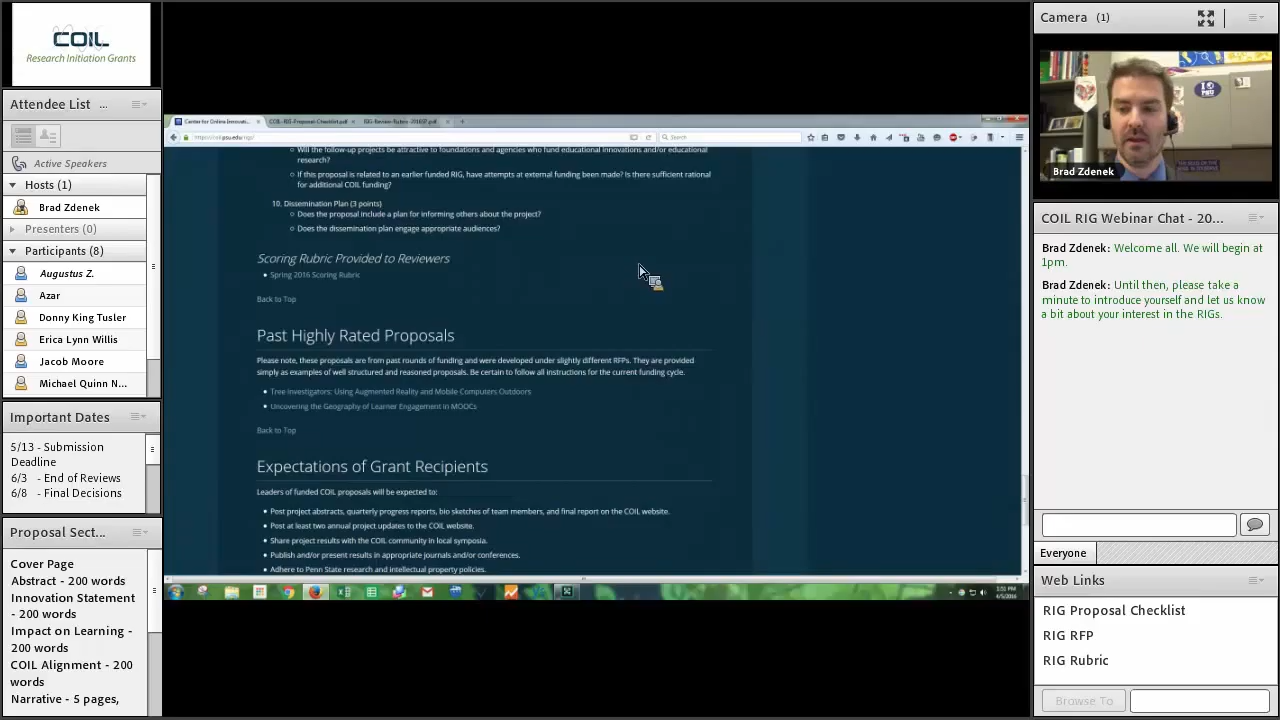 COIL
Research Initiation Grants
Attendee List ...
Active Speakers
Hosts (1)
Brad Zdenek
Presenters (0)
Participants (8)
Augustus Z.
Azar
Donny King Tusler
Erica Lynn Willis
Jacob Moore
Michael Quinn N...
Important Dates
5/13 - Submission
Deadline
6/3 - End of Reviews
6/8 - Final Decisions
Proposal Sect...
Cover Page
Abstract - 200 words
Innovation Statement
- 200 words
Impact on Learning -
200 words
COIL Alignment - 200
words
Narrative - 5 pages,
Center for Online Innovati...
COIL-RIG-Proposal-Checklist.pdf
Search
Will the follow-up projects be attractive to foundations and agencies who fund educational innovations and/or educational
research?
If this proposal is related to an earlier funded RIG, have attempts at external funding been made? Is there sufficient rational
for additional COIL funding?
10. Dissemination Plan (3 points)
Does the proposal include a plan for informing others about the project?
Does the dissemination plan engage appropriate audiences?
Scoring Rubric Provided to Reviewers
Spring 2016 Scoring Rubric
Back to Top
Past Highly Rated Proposals
Please note, these proposals are from past rounds of funding and were developed under slightly different RFPs. They are provided
simply as examples of well structured and reasoned proposals. Be certain to follow all instructions for the current funding cycle.
Tree Investigators: Using Augmented Reality and Mobile Computers Outdoors
Uncovering the Geography of Learner Engagement in MOOCs
Back to Top
Expectations of Grant Recipients
Leaders of funded COIL proposals will be expected to:
Post project abstracts, quarterly progress reports, bio sketches of team members, and final report on the COIL website.
Post at least two annual project updates to the COIL website.
Share project results with the COIL community in local symposia.
Publish and/or present results in appropriate journals and/or conferences.
Adhere to Penn State research and intellectual property policies.
4/5/2016
Camera (1)
Brad Zdenek
COIL RIG Webinar Chat - 20...
Brad Zdenek: Welcome all. We will begin at
1pm.
Brad Zdenek: Until then, please take a
minute to introduce yourself and let us know
a bit about your interest in the RIGs.
Everyone
Web Links
RIG Proposal Checklist
RIG RFP
RIG Rubric
Browse To